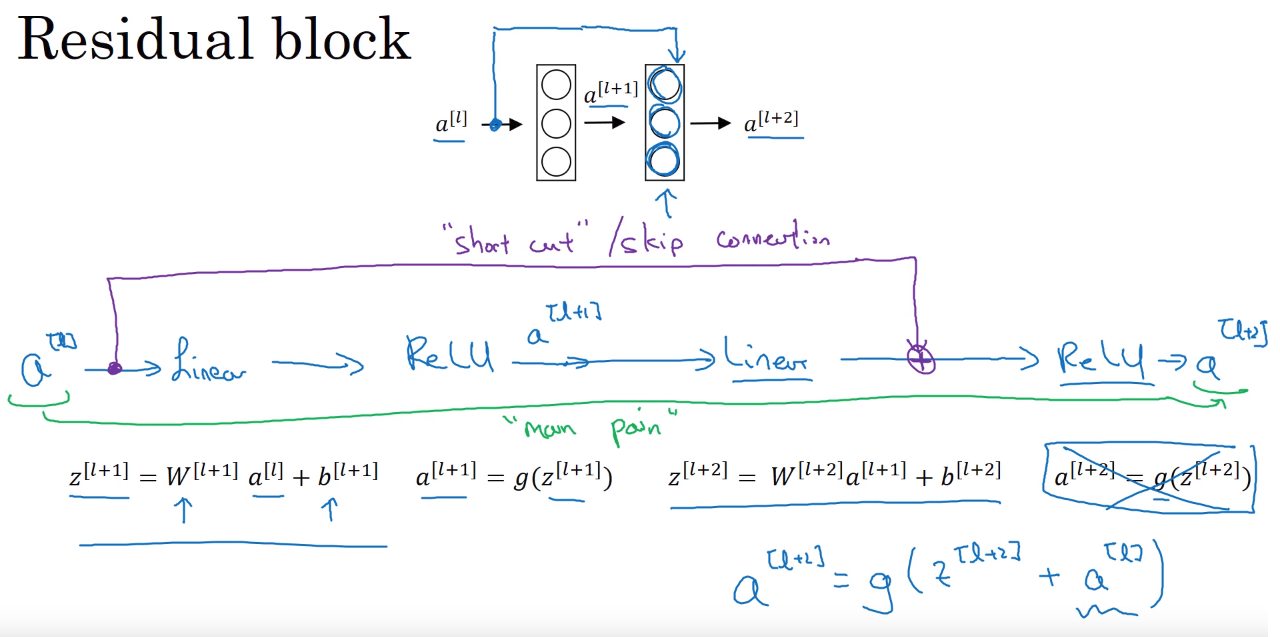 Residual block
a^[l] a^[l+1] a^[l+2]
"short cut" / skip connection
a^[l] Linear ReLU a^[l+1] Linear ReLU a^[l+2]
"main path"
z^[l+1] = W^[l+1] a^[l] + b^[l+1] a^[l+1] = g(z^[l+1]) z^[l+2] = W^[l+2] a^[l+1] + b^[l+2] a^[l+2] = g(z^[l+2])
a^[l+2] = g(z^[l+2] + a^[l])